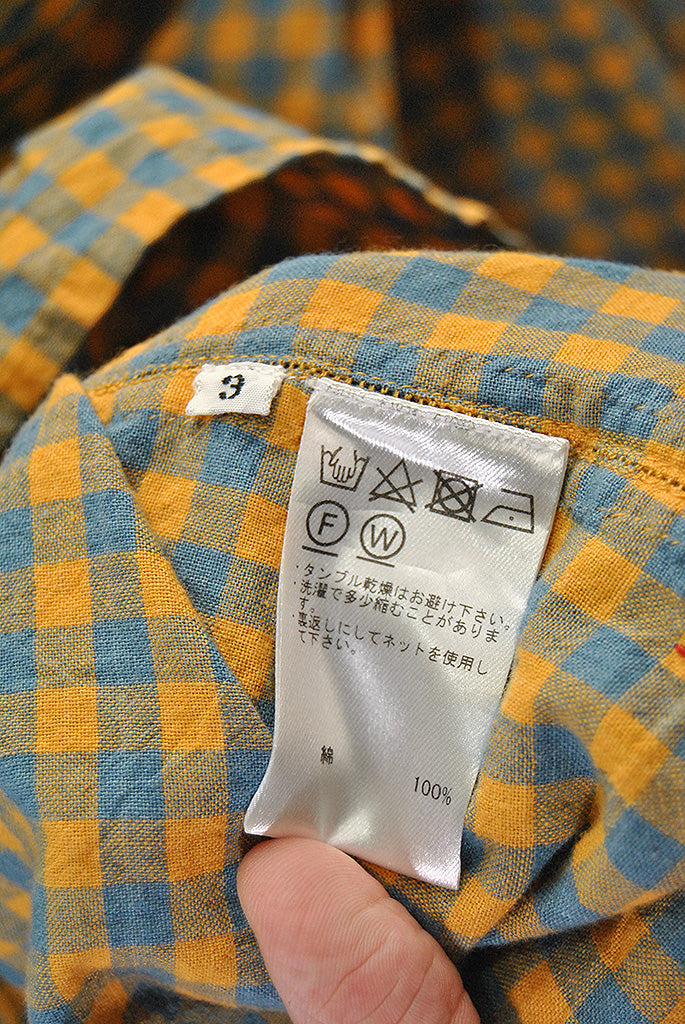 3
F W
・タンブル乾燥はお避け下さい。
・洗濯で多少縮むことがありま
す。
・裏返しにしてネットを使用し
て下さい。
綿
100%